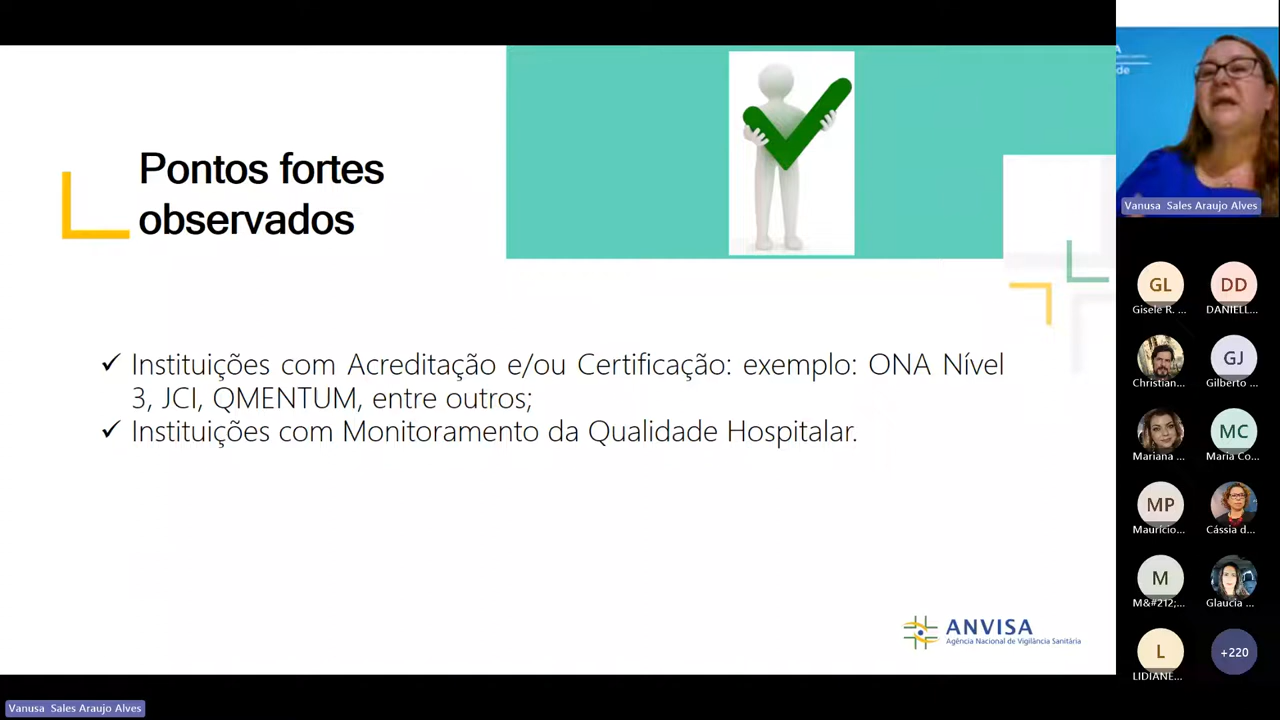 Pontos fortes
observados
✓ Instituições com Acreditação e/ou Certificação: exemplo: ONA Nível
3, JCI, QMENTUM, entre outros;
✓ Instituições com Monitoramento da Qualidade Hospitalar.
ANVISA
Agência Nacional de Vigilância Sanitária
A
de
Vanusa Sales Araujo Alves
GL
Gisele R. ...
DD
DANIELL...
Christian...
GJ
Gilberto ...
Mariana ...
MC
Maria Co...
MP
Maurício...
Cássia d...
M
M&#212;...
Glaucia ...
L
LIDIANE...
+220
Vanusa Sales Araujo Alves